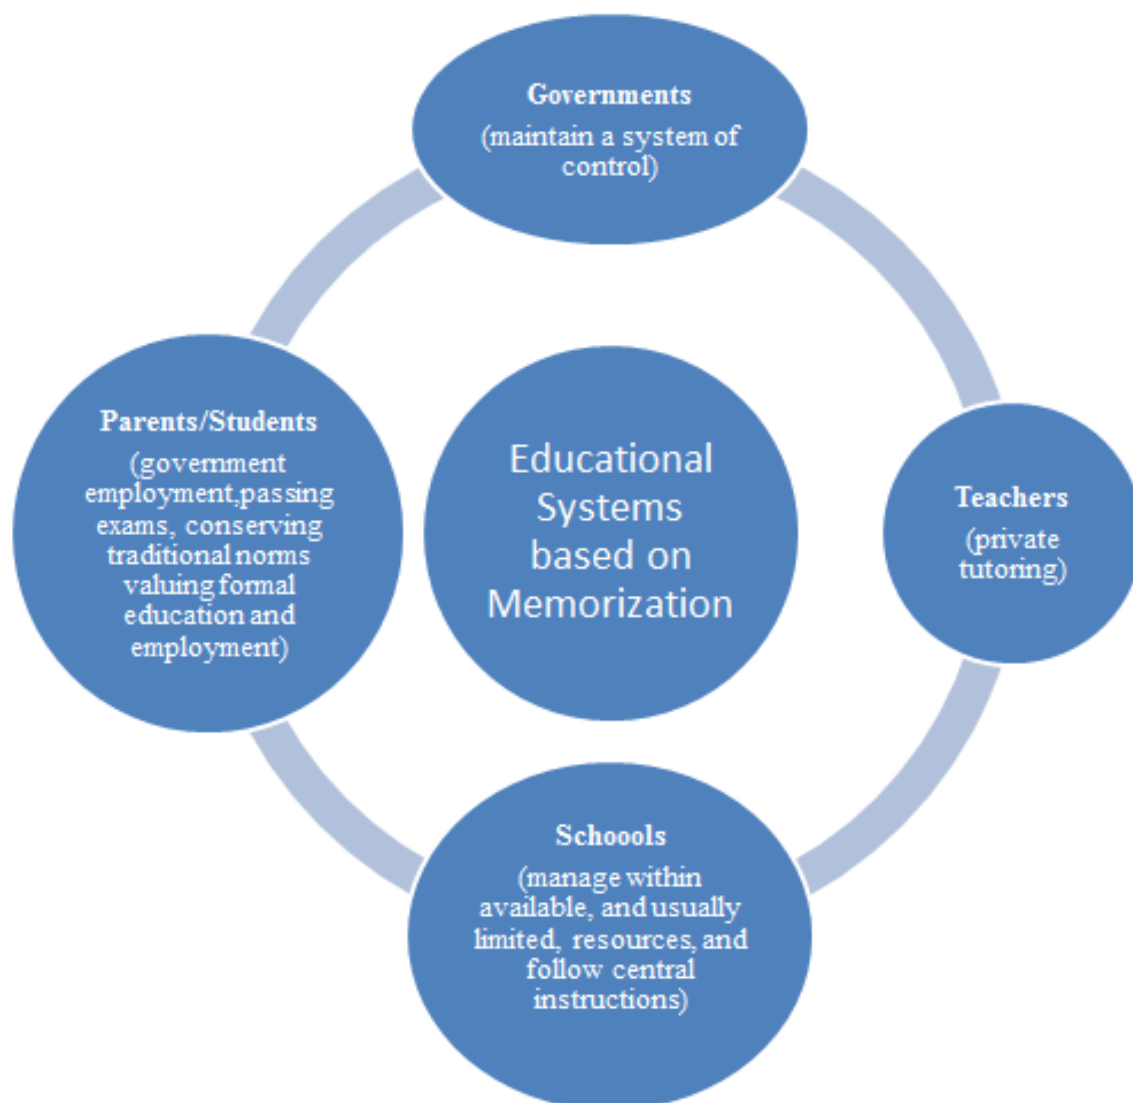 Governments
(maintain a system of
control)
Parents/Students
(government
employment,passing
exams, conserving
traditional norms
valuing formal
education and
employment)
Educational
Systems
based on
Memorization
Teachers
(private
tutoring)
Schoools
(manage within
available, and usually
limited, resources, and
follow central
instructions)